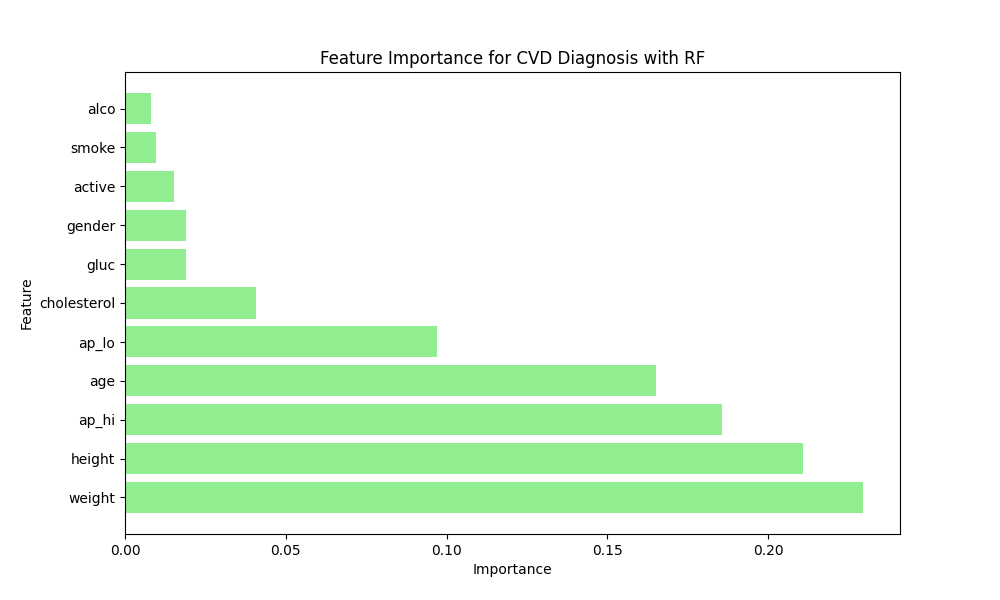 Feature Importance for CVD Diagnosis with RF
alco
smoke
active
gender
gluc
cholesterol
ap_lo
age
ap_hi
height
weight
Feature
0.00 0.05 0.10 0.15 0.20
Importance